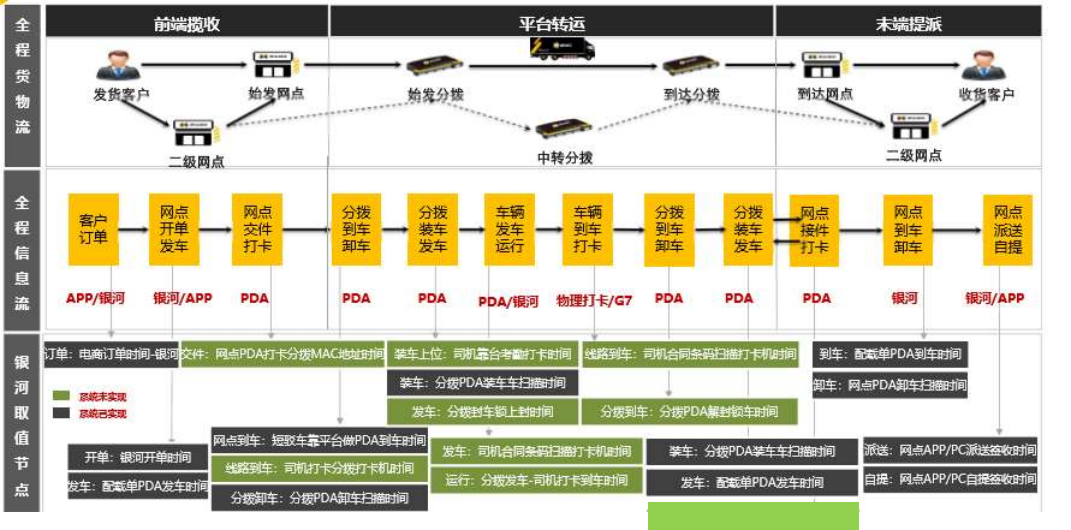 全程货物流
前端揽收
平台转运
末端提派
发货客户
始发网点
始发分拨
到达分拨
到达网点
收货客户
二级网点
中转分拨
二级网点
全程信息流
客户
订单
网点
开单
发车
网点
交件
打卡
分拨
到车
卸车
分拨
装车
发车
车辆
发车
运行
车辆
到车
打卡
分拨
到车
卸车
分拨
装车
发车
网点
接件
打卡
网点
到车
卸车
网点
派送
自提
APP/银河
银河/APP
PDA
PDA
PDA
PDA/银河
物理打卡/G7
PDA
PDA
PDA
银河
银河/APP
银河取值节点
订单：电商订单时间-银河
交件：网点PDA打卡分拨MAC地址时间
装车上位：司机靠台考勤打卡时间
线路到车：司机合同条码扫描打卡机时间
到车：配载单PDA到车时间
装车：分拨PDA装车车扫描时间
卸车：网点PDA卸车扫描时间
系统未实现
系统已实现
发车：分拨封车锁上封时间
分拨到车：分拨PDA解封锁车时间
网点到车：短驳车靠平台做PDA到车时间
开单：银河开单时间
线路到车：司机打卡分拨打卡机时间
发车：司机合同条码扫描打卡机时间
装车：分拨PDA装车车扫描时间
派送：网点APP/PC派送签收时间
发车：配载单PDA发车时间
分拨卸车：分拨PDA卸车扫描时间
运行：分拨发车-司机打卡到车时间
发车：配载单PDA发车时间
自提：网点APP/PC自提签收时间